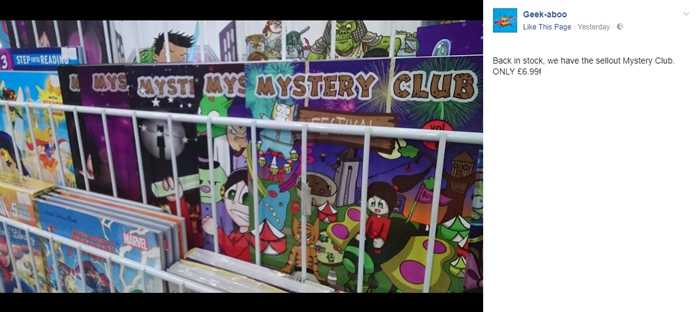 3 STEP INTO READING
MYS
MYSTI
MYS
MYSTERY CLUB
FESTIVAL
VOL
MARVEL
5
Geek-aboo
Like This Page · Yesterday ·
Back in stock, we have the sellout Mystery Club.
ONLY £6.99!!